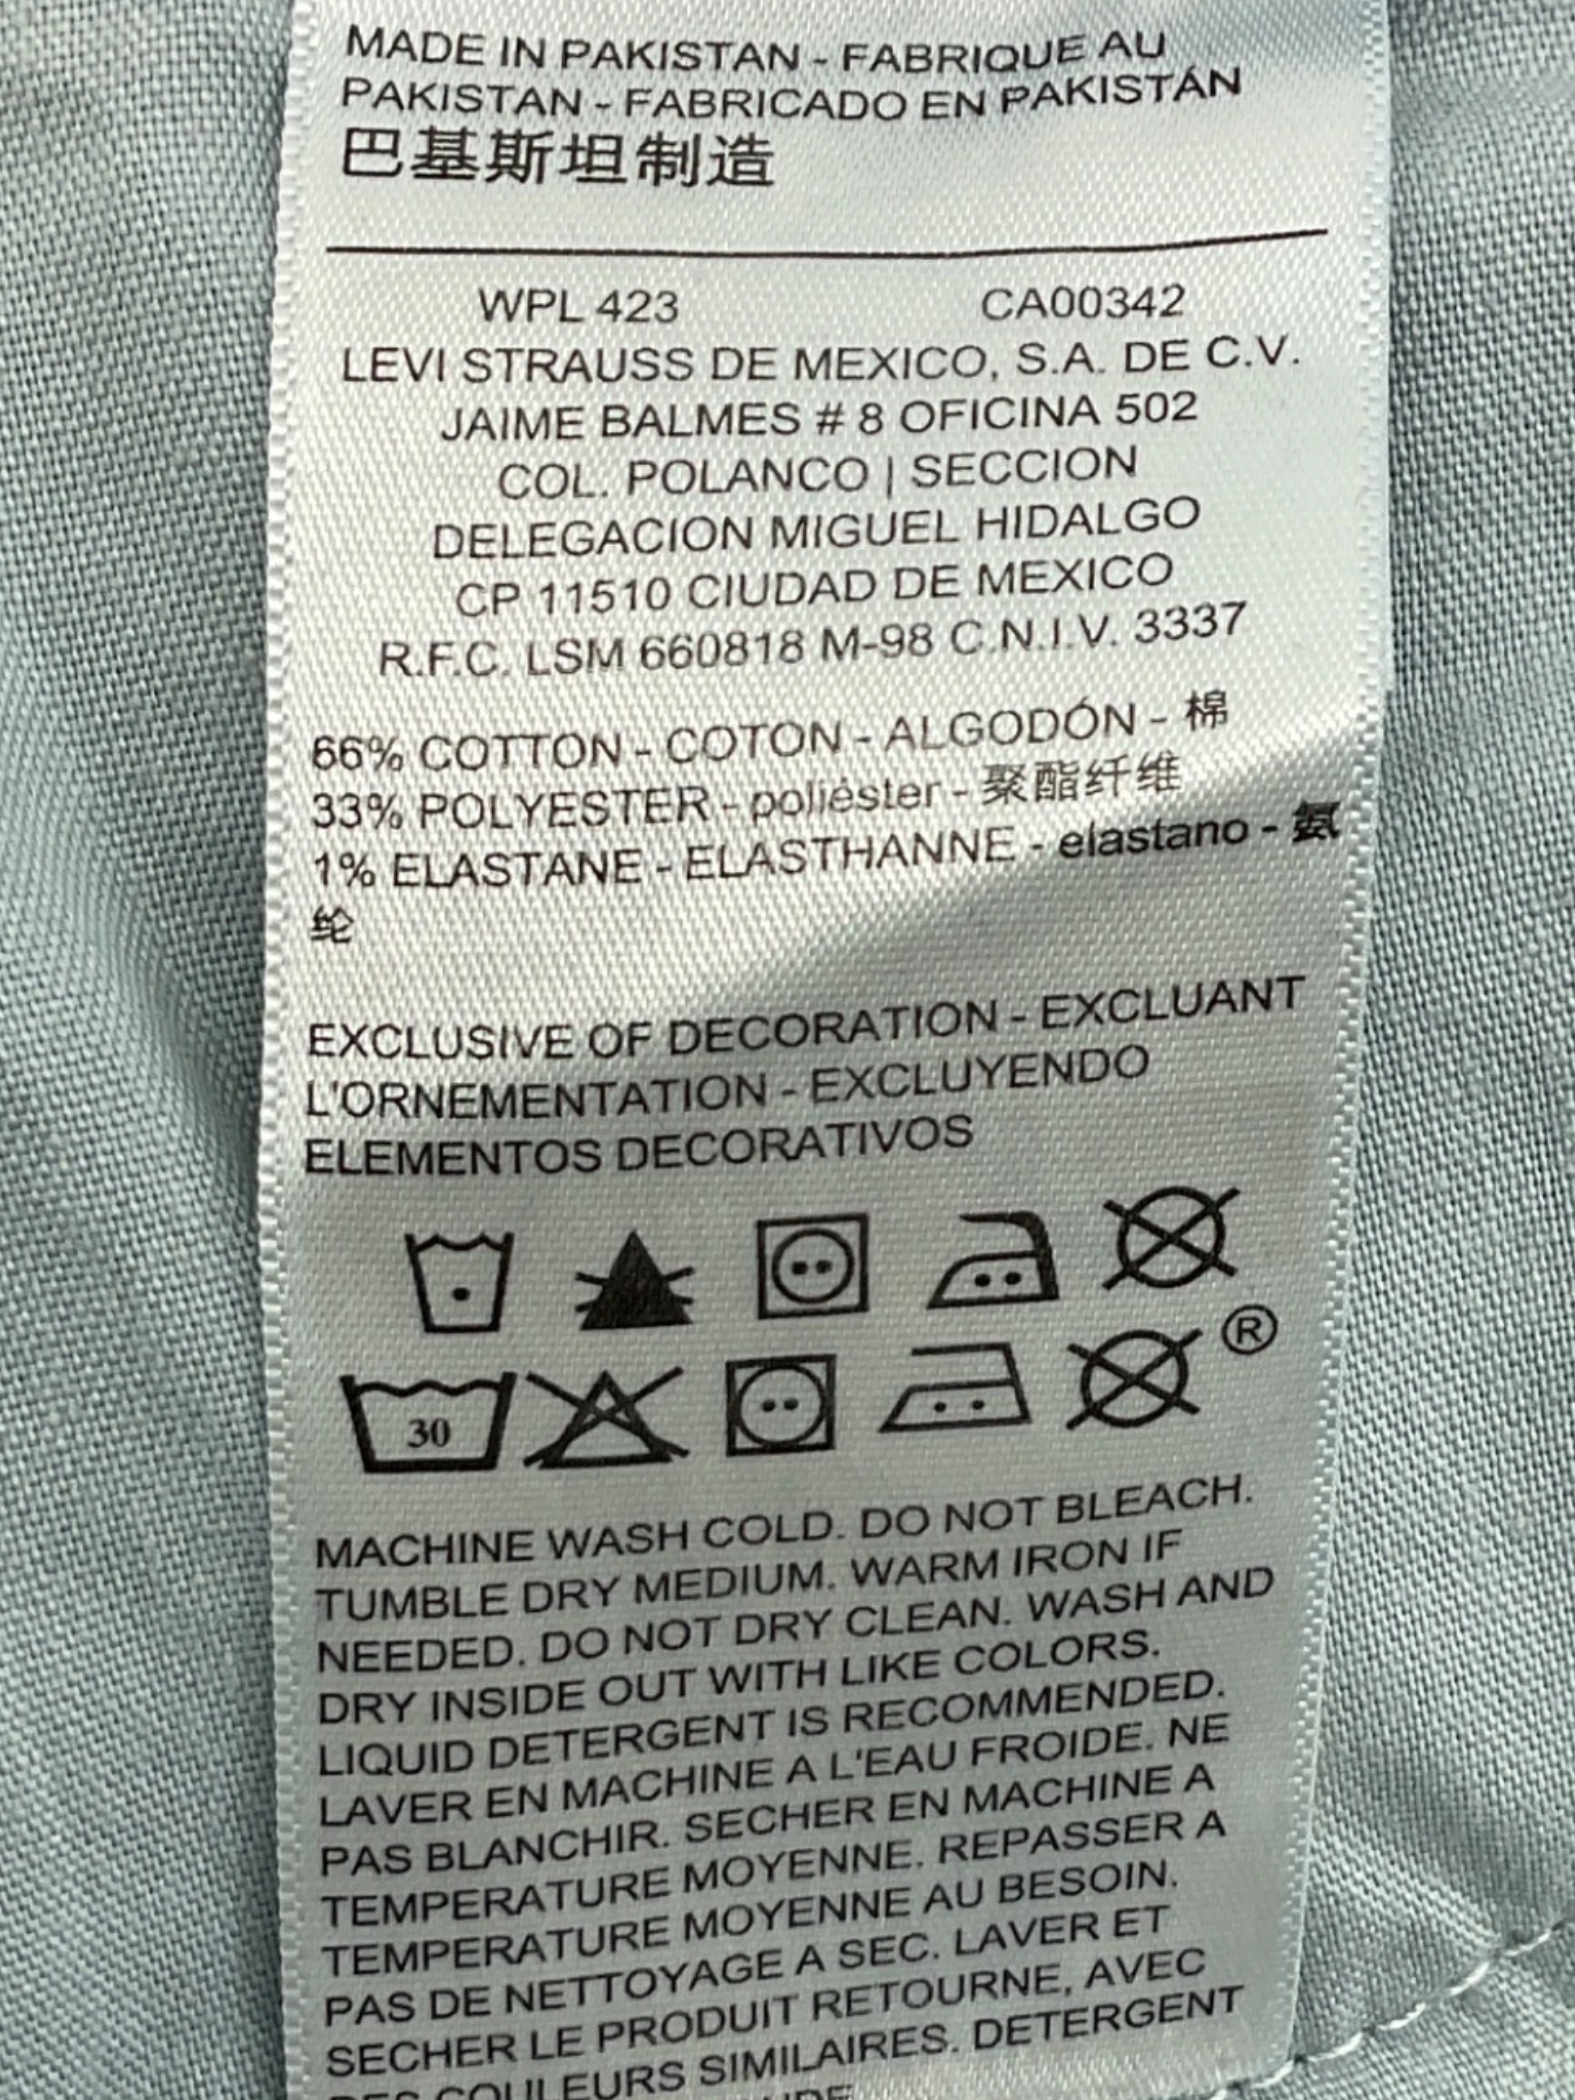 MADE IN PAKISTAN - FABRIQUE AU
PAKISTAN - FABRICADO EN PAKISTÁN
巴基斯坦制造
WPL 423 CA00342
LEVI STRAUSS DE MEXICO, S.A. DE C.V.
JAIME BALMES # 8 OFICINA 502
COL. POLANCO | SECCION
DELEGACION MIGUEL HIDALGO
CP 11510 CIUDAD DE MEXICO
R.F.C. LSM 660818 M-98 C.N.I.V. 3337
66% COTTON - COTON - ALGODÓN - 棉
33% POLYESTER - poliéster - 聚酯纤维
1% ELASTANE - ELASTHANNE - elastano - 氨
纶
EXCLUSIVE OF DECORATION - EXCLUANT
L'ORNEMENTATION - EXCLUYENDO
ELEMENTOS DECORATIVOS
®
30
MACHINE WASH COLD. DO NOT BLEACH.
TUMBLE DRY MEDIUM. WARM IRON IF
NEEDED. DO NOT DRY CLEAN. WASH AND
DRY INSIDE OUT WITH LIKE COLORS.
LIQUID DETERGENT IS RECOMMENDED.
LAVER EN MACHINE A L'EAU FROIDE. NE
PAS BLANCHIR. SECHER EN MACHINE A
TEMPERATURE MOYENNE. REPASSER A
TEMPERATURE MOYENNE AU BESOIN.
PAS DE NETTOYAGE A SEC. LAVER ET
SECHER LE PRODUIT RETOURNE, AVEC
DES COULEURS SIMILAIRES. DETERGENT